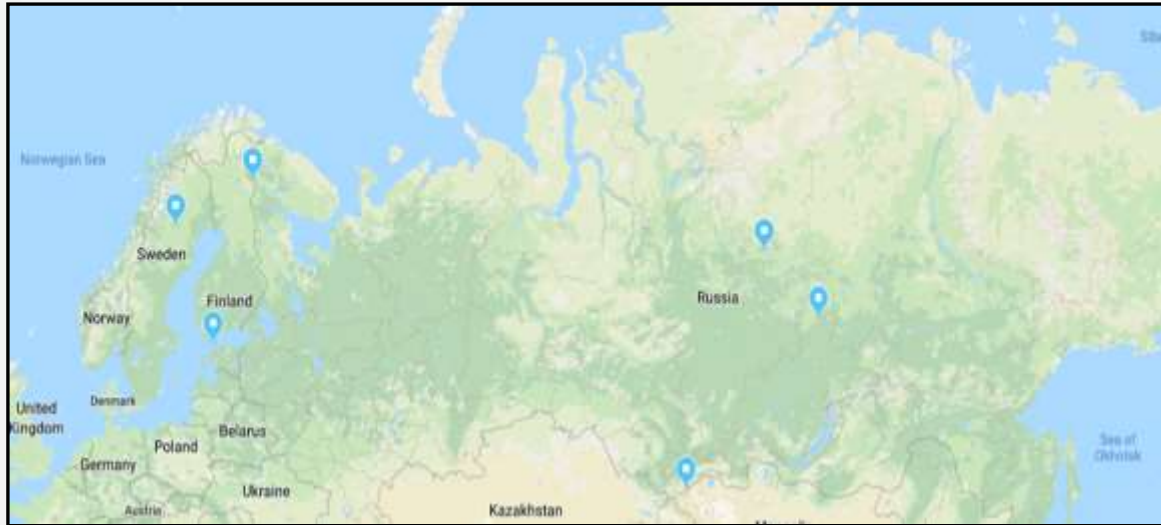 Norwegian Sea
Sweden
Finland
Norway
Russia
Denmark
United
Kingdom
Belarus
Poland
Germany
Ukraine
Austria
Kazakhstan
Sea of
Okhotsk